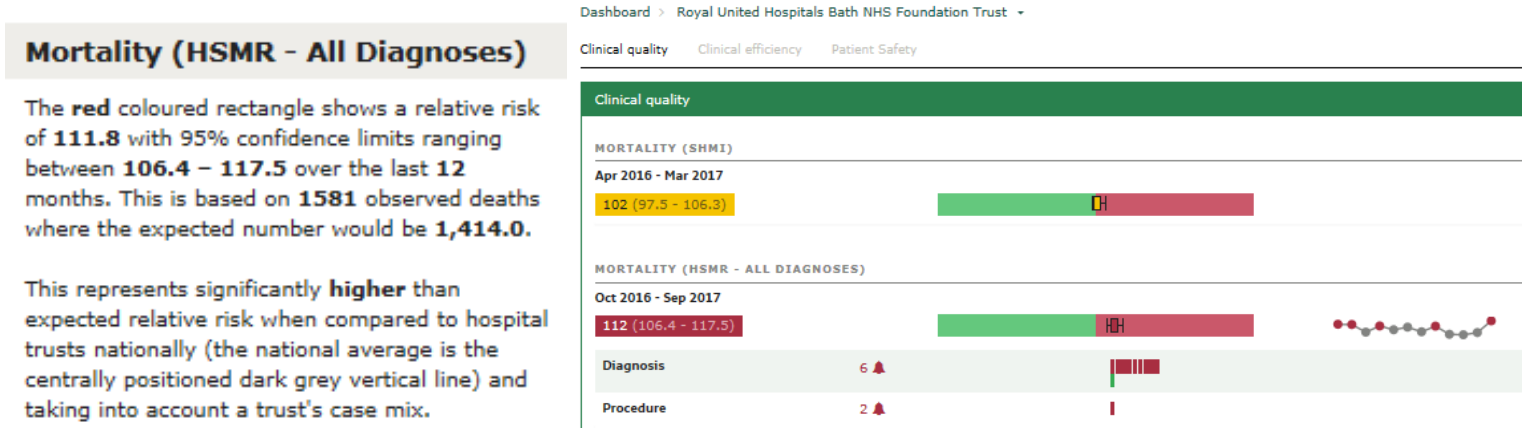 Mortality (HSMR - All Diagnoses)
The red coloured rectangle shows a relative risk
of 111.8 with 95% confidence limits ranging
between 106.4 – 117.5 over the last 12
months. This is based on 1581 observed deaths
where the expected number would be 1,414.0.
This represents significantly higher than
expected relative risk when compared to hospital
trusts nationally (the national average is the
centrally positioned dark grey vertical line) and
taking into account a trust's case mix.
Dashboard > Royal United Hospitals Bath NHS Foundation Trust
Clinical quality Clinical efficiency Patient Safety
Clinical quality
MORTALITY (SHMI)
Apr 2016 - Mar 2017
102 (97.5 - 106.3)
MORTALITY (HSMR - ALL DIAGNOSES)
Oct 2016 - Sep 2017
112 (106.4 - 117.5)
Diagnosis 6
Procedure 2